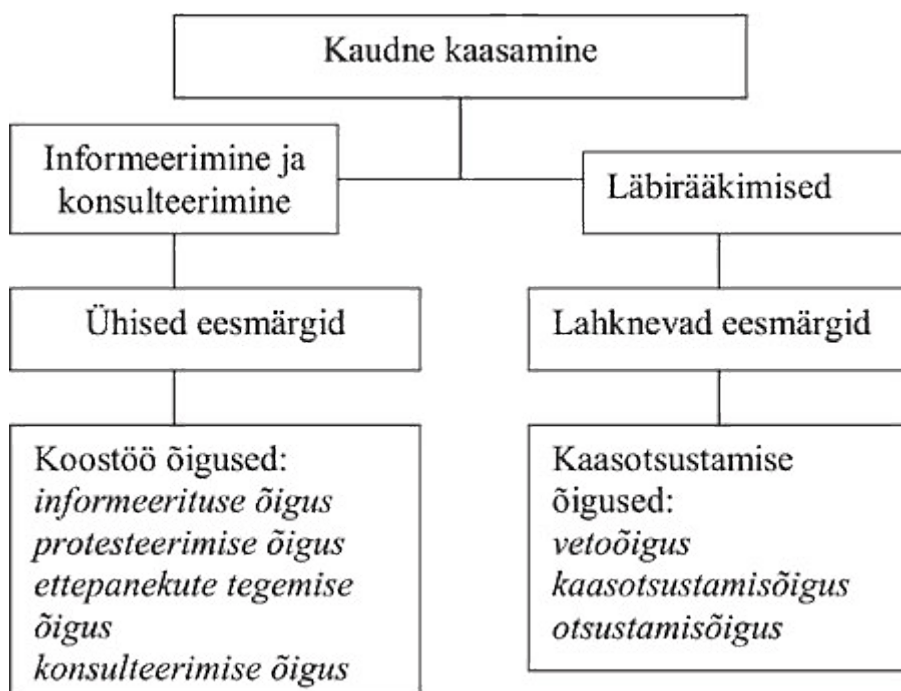 Kaudne kaasamine
Informeerimine ja
konsulteerimine
Läbirääkimised
Ühised eesmärgid
Lahknevad eesmärgid
Koostöö õigused:
informeerituse õigus
protesteerimise õigus
ettepanekute tegemise
õigus
konsulteerimise õigus
Kaasotsustamise
õigused:
vetoõigus
kaasotsustamisõigus
otsustamisõigus